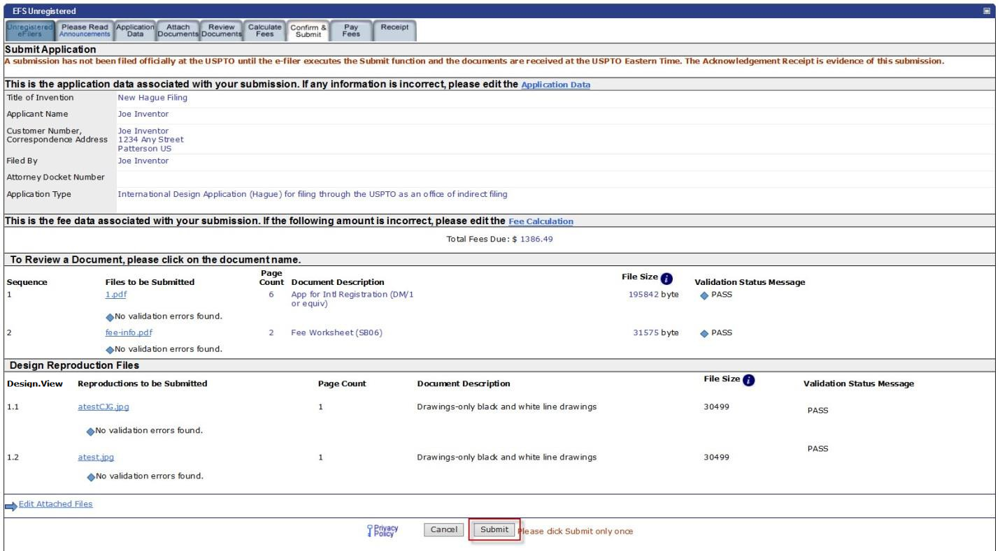 EFS Unregistered
Unregistered eFilers
Please Read Announcements
Application Data
Attach Documents
Review Documents
Calculate Fees
Confirm & Submit
Pay Fees
Receipt
Submit Application
A submission has not been filed officially at the USPTO until the e-filer executes the Submit function and the documents are received at the USPTO Eastern Time. The Acknowledgement Receipt is evidence of this submission.
This is the application data associated with your submission. If any information is incorrect, please edit the Application Data
Title of Invention New Hague Filing
Applicant Name Joe Inventor
Customer Number, Joe Inventor
Correspondence Address 1234 Any Street
Patterson US
Filed By Joe Inventor
Attorney Docket Number
Application Type International Design Application (Hague) for filing through the USPTO as an office of indirect filing
This is the fee data associated with your submission. If the following amount is incorrect, please edit the Fee Calculation
Total Fees Due: $ 1386.49
To Review a Document, please click on the document name.
Sequence Files to be Submitted Page Count Document Description File Size i Validation Status Message
1 1.pdf 6 App for Intl Registration (DM/1 195842 byte PASS
or equiv)
No validation errors found.
2 fee-info.pdf 2 Fee Worksheet (SB06) 31575 byte PASS
No validation errors found.
Design Reproduction Files
Design.View Reproductions to be Submitted Page Count Document Description File Size i Validation Status Message
1.1 atestCJG.jpg 1 Drawings-only black and white line drawings 30499 PASS
No validation errors found.
1.2 atest.jpg 1 Drawings-only black and white line drawings 30499 PASS
No validation errors found.
Edit Attached Files
Privacy Policy Cancel Submit Please click Submit only once